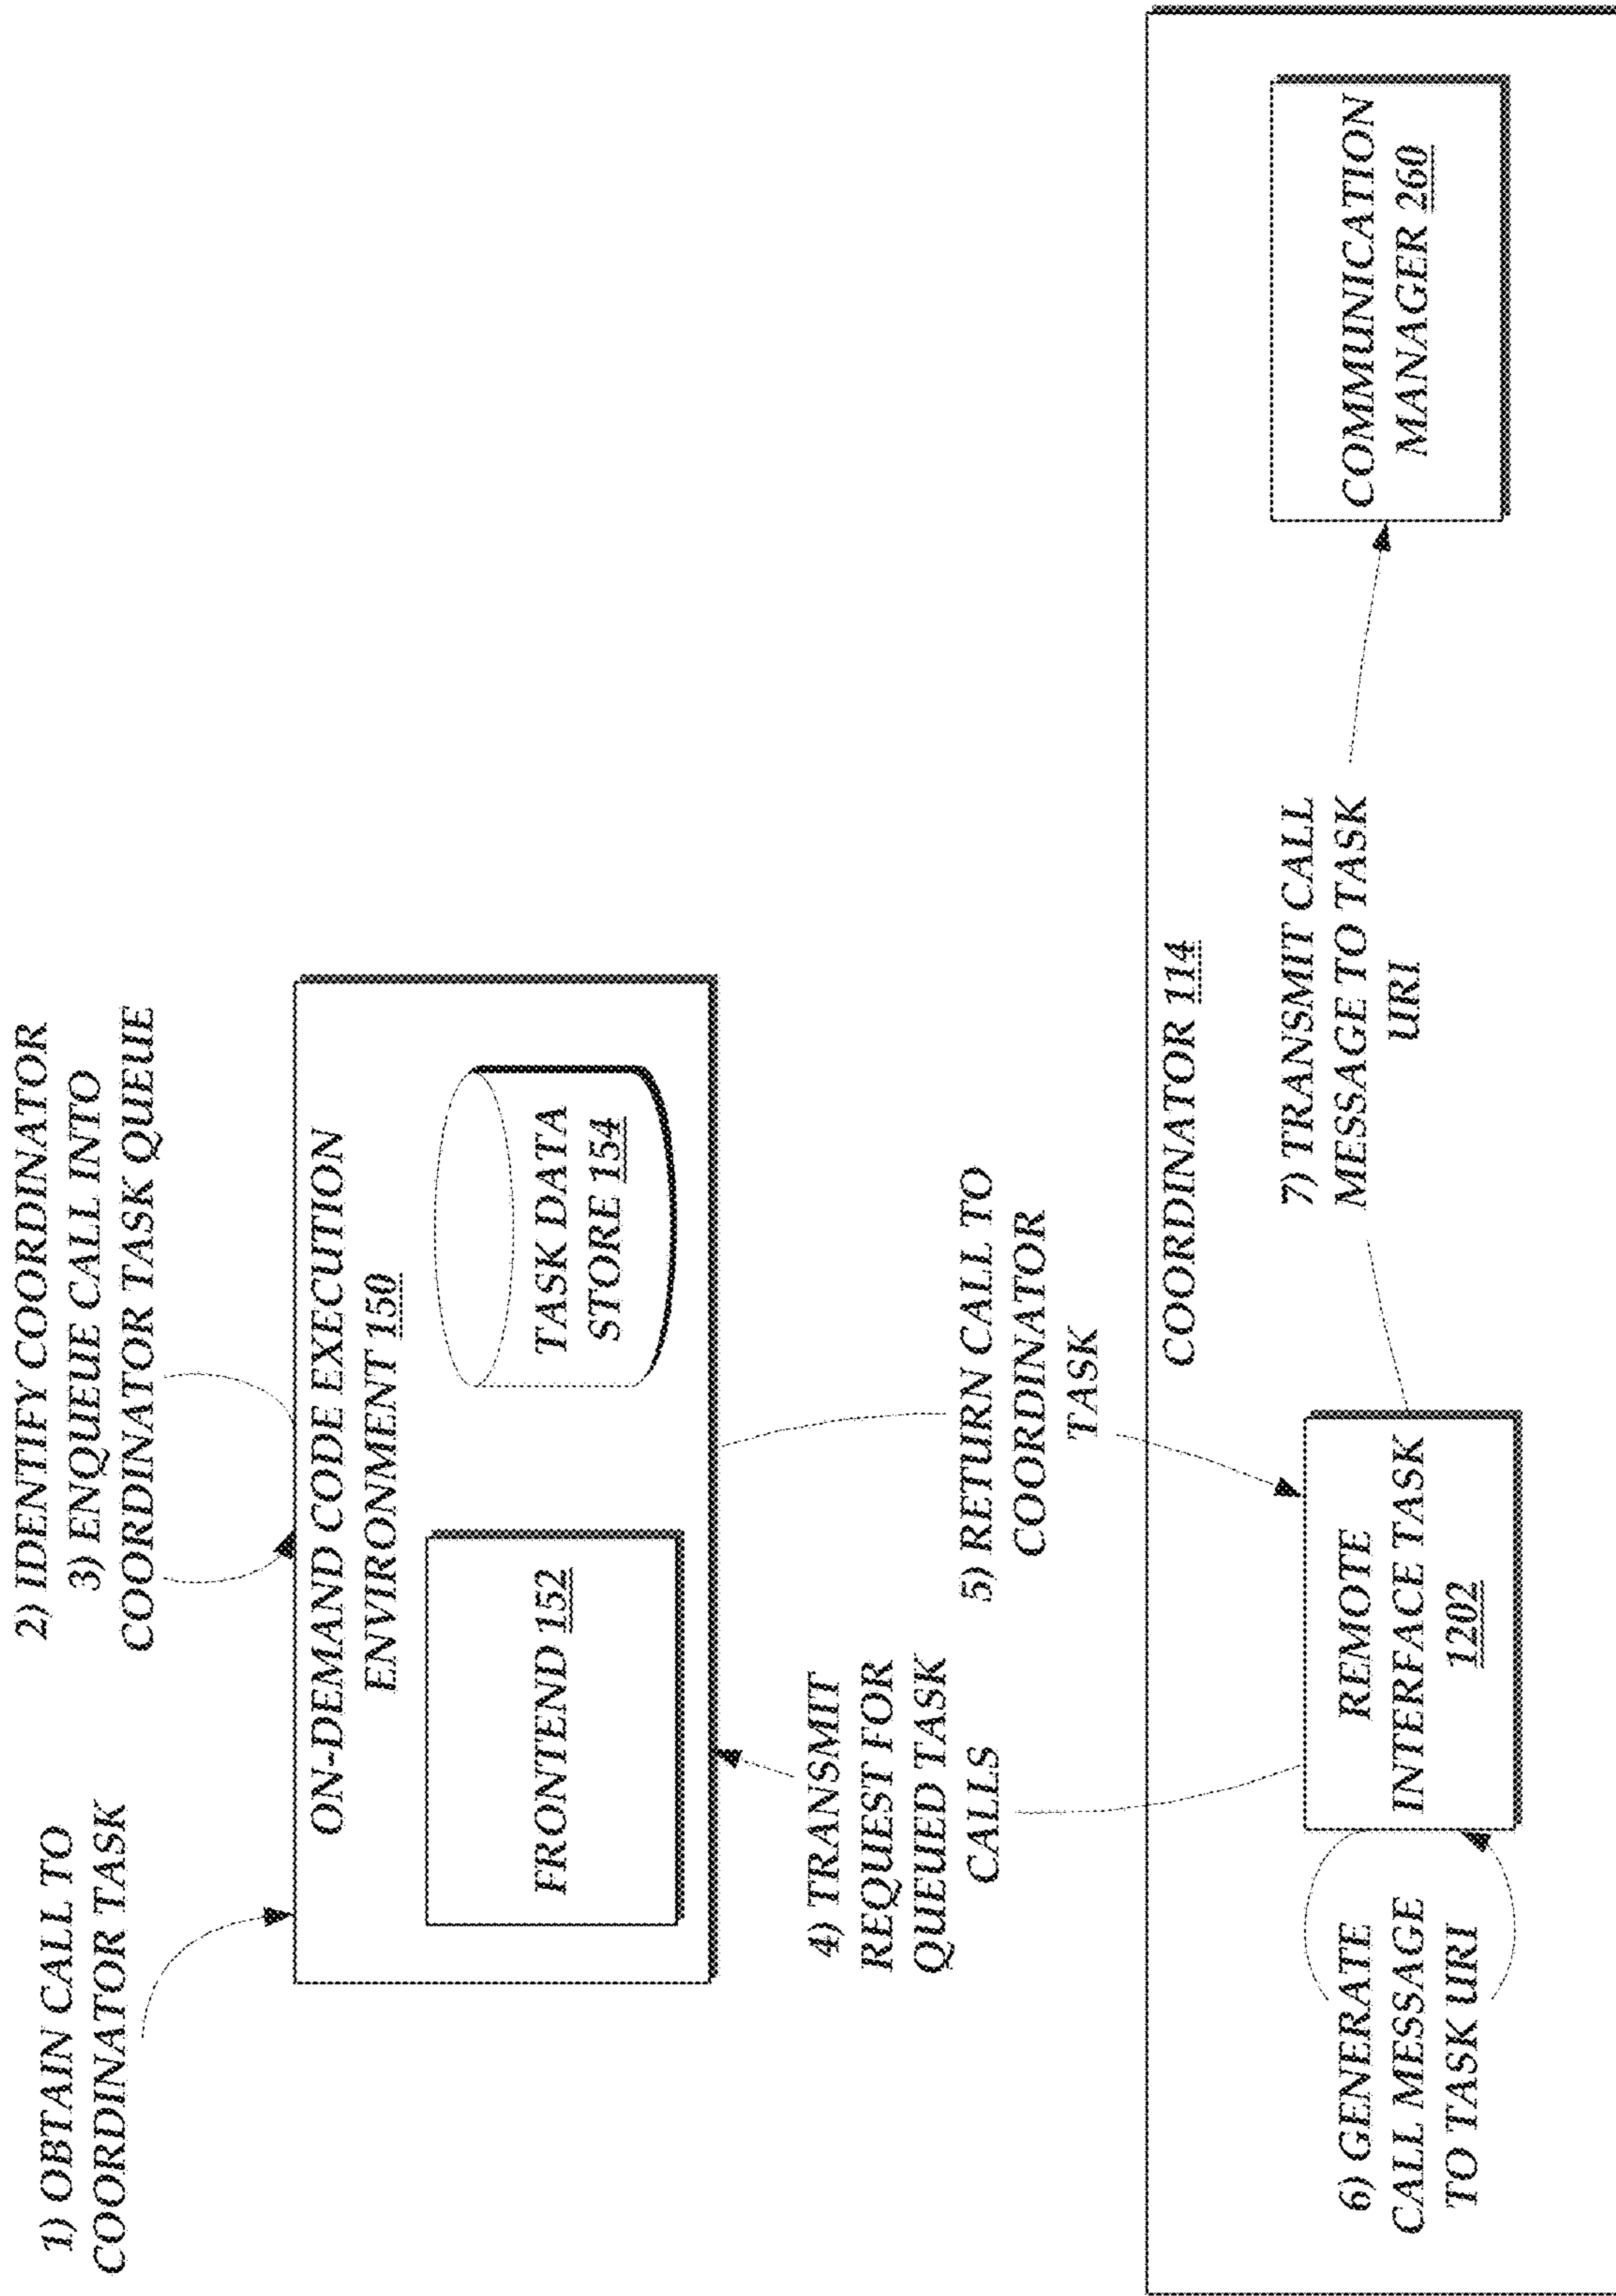 1) OBTAIN CALL TO
COORDINATOR TASK
2) IDENTIFY COORDINATOR
3) ENQUEUE CALL INTO
COORDINATOR TASK QUEUE
ON-DEMAND CODE EXECUTION
ENVIRONMENT 150
FRONTEND 152
TASK DATA
STORE 154
4) TRANSMIT
REQUEST FOR
QUEUED TASK
CALLS
5) RETURN CALL TO
COORDINATOR
TASK
COORDINATOR 114
6) GENERATE
CALL MESSAGE
TO TASK URI
REMOTE
INTERFACE TASK
1202
7) TRANSMIT CALL
MESSAGE TO TASK
URI
COMMUNICATION
MANAGER 260